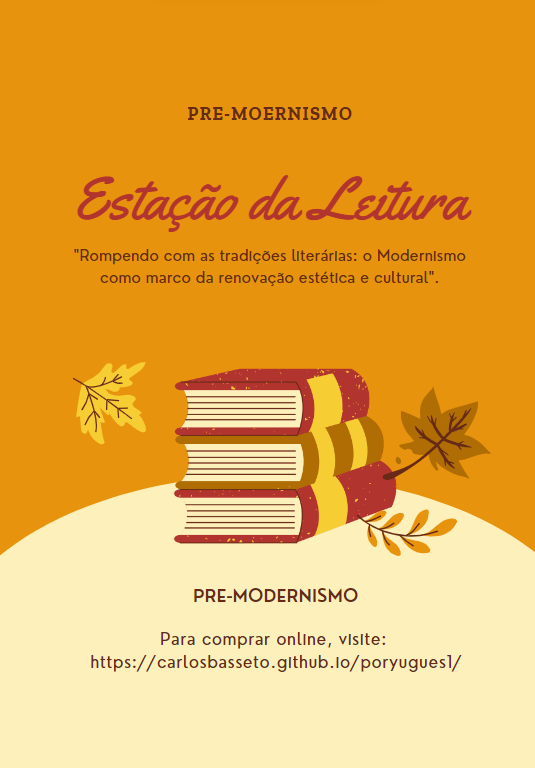 PRE-MOERNISMO
Estação da Leitura
"Rompendo com as tradições literárias: o Modernismo
como marco da renovação estética e cultural".
PRE-MODERNISMO
Para comprar online, visite:
https://carlosbasseto.github.io/poryugues1/